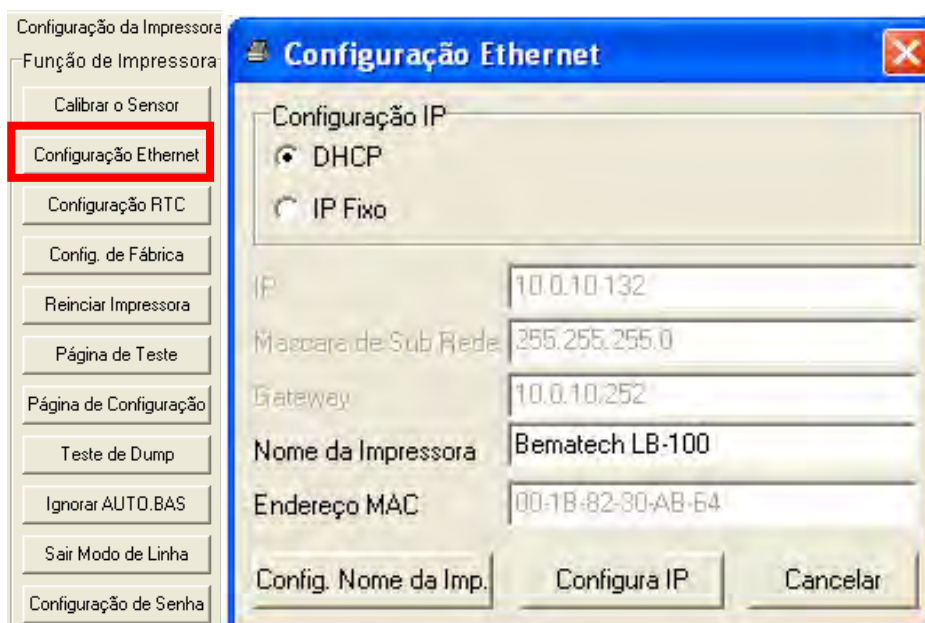 Configuração da Impressora
Função de Impressora
Calibrar o Sensor
Configuração Ethernet
Configuração RTC
Config. de Fábrica
Reinciar Impressora
Página de Teste
Página de Configuração
Teste de Dump
Ignorar AUTO.BAS
Sair Modo de Linha
Configuração de Senha
Configuração Ethernet
Configuração IP
DHCP
IP Fixo
IP 10.0.10.132
Mascara de Sub Rede 255.255.255.0
Gateway 10.0.10.252
Nome da Impressora Bematech LB-100
Endereço MAC 00-1B-82-30-AB-64
Config. Nome da Imp. Configura IP Cancelar